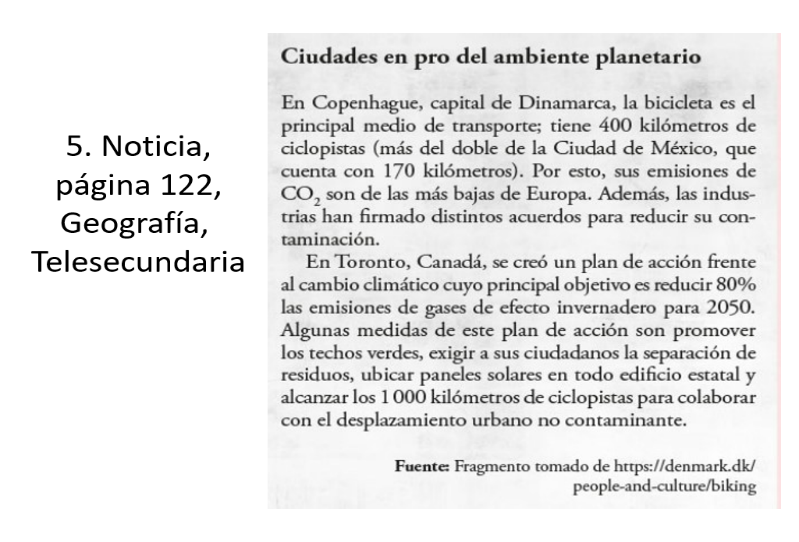 5. Noticia,
página 122,
Geografía,
Telesecundaria
Ciudades en pro del ambiente planetario
En Copenhague, capital de Dinamarca, la bicicleta es el
principal medio de transporte; tiene 400 kilómetros de
ciclopistas (más del doble de la Ciudad de México, que
cuenta con 170 kilómetros). Por esto, sus emisiones de
CO₂ son de las más bajas de Europa. Además, las indus-
trias han firmado distintos acuerdos para reducir su con-
taminación.
En Toronto, Canadá, se creó un plan de acción frente
al cambio climático cuyo principal objetivo es reducir 80%
las emisiones de gases de efecto invernadero para 2050.
Algunas medidas de este plan de acción son promover
los techos verdes, exigir a sus ciudadanos la separación de
residuos, ubicar paneles solares en todo edificio estatal y
alcanzar los 1 000 kilómetros de ciclopistas para colaborar
con el desplazamiento urbano no contaminante.
Fuente: Fragmento tomado de https://denmark.dk/
people-and-culture/biking